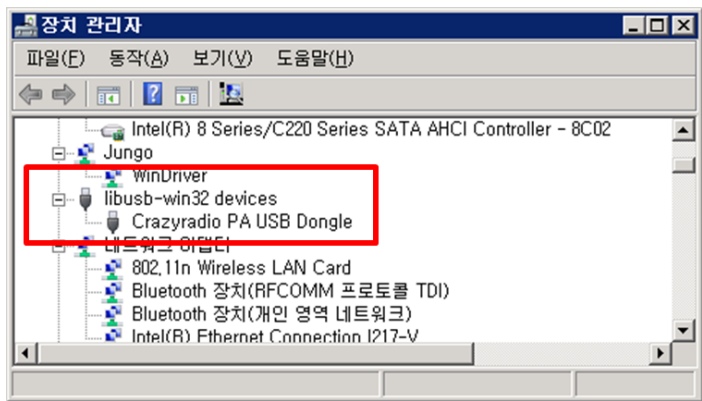 장치 관리자
파일(F) 동작(A) 보기(V) 도움말(H)
Intel(R) 8 Series/C220 Series SATA AHCI Controller - 8C02
Jungo
WinDriver
libusb-win32 devices
Crazyradio PA USB Dongle
네트워크 어댑터
802.11n Wireless LAN Card
Bluetooth 장치(RFCOMM 프로토콜 TDI)
Bluetooth 장치(개인 영역 네트워크)
Intel(R) Ethernet Connection I217-V